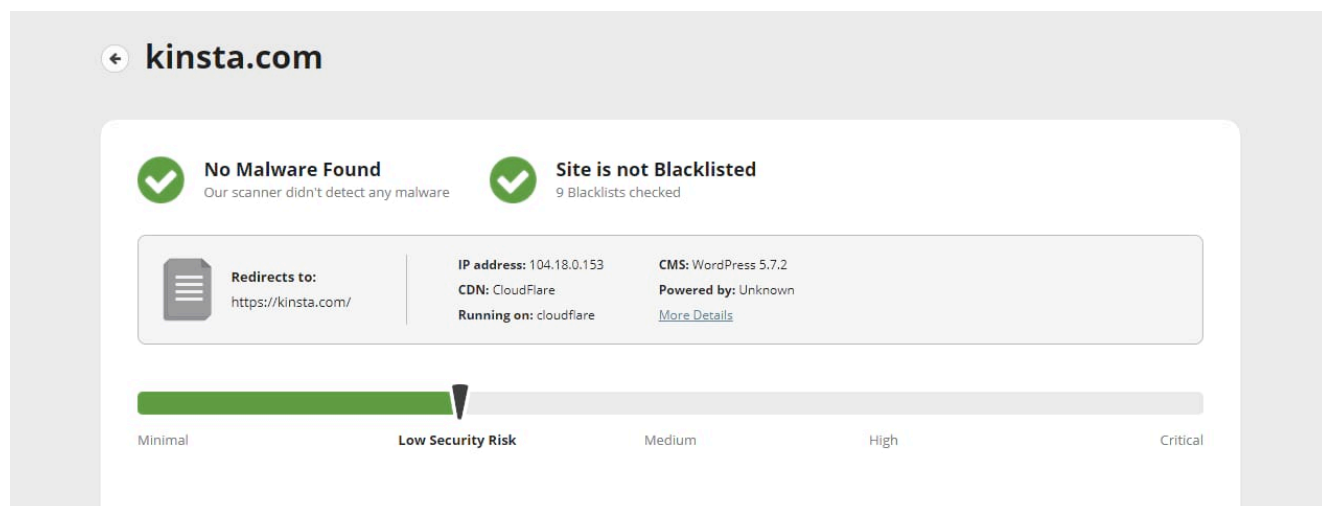 kinsta.com
No Malware Found
Our scanner didn't detect any malware
Site is not Blacklisted
9 Blacklists checked
Redirects to:
https://kinsta.com/
IP address: 104.18.0.153
CDN: CloudFlare
Running on: cloudflare
CMS: WordPress 5.7.2
Powered by: Unknown
More Details
Minimal
Low Security Risk
Medium
High
Critical